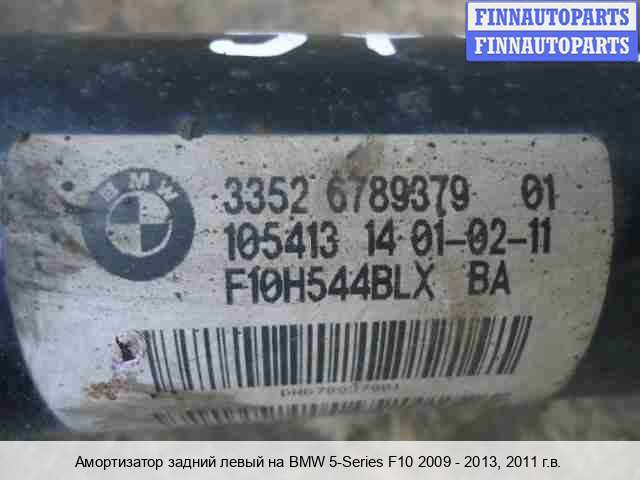 FINNAUTOPARTS
FINNAUTOPARTS
BMW
3352 6789379 01
105413 14 01-02-11
F10H544BLX BA
Амортизатор задний левый на BMW 5-Series F10 2009 - 2013, 2011 г.в.